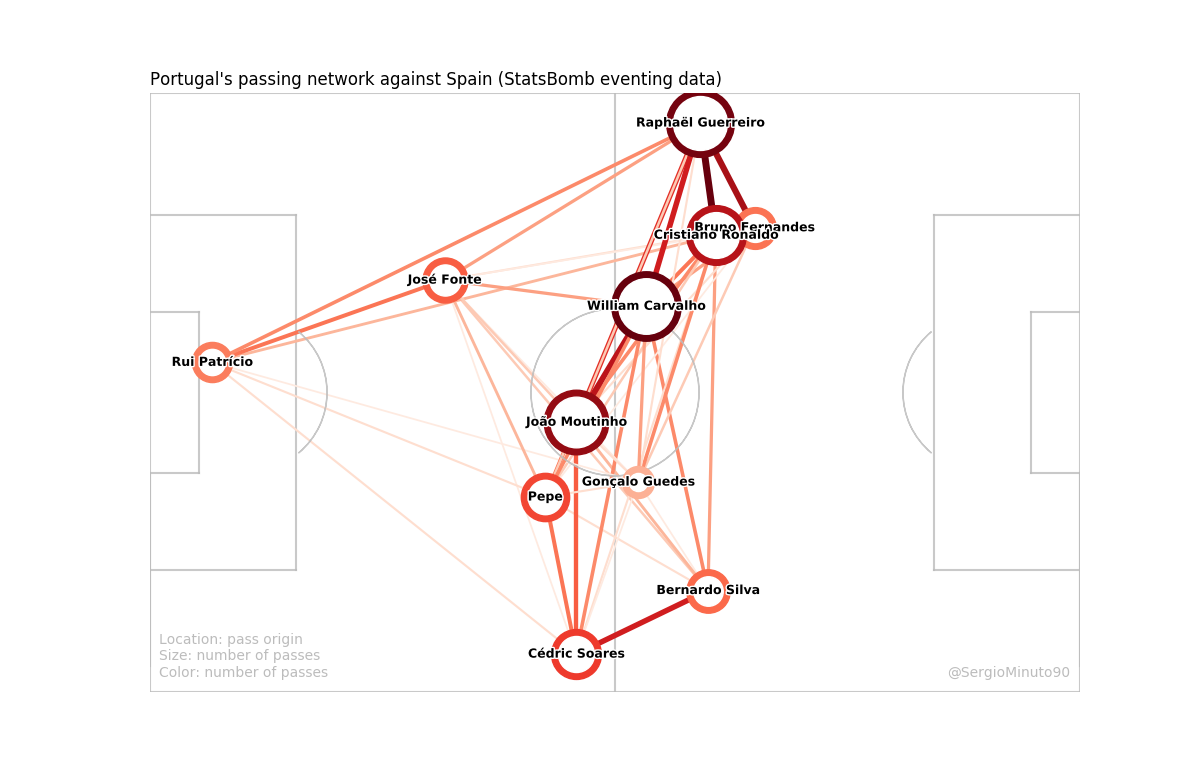 Portugal's passing network against Spain (StatsBomb eventing data)
Raphaël Guerreiro
Bruno Fernandes
Cristiano Ronaldo
José Fonte
William Carvalho
Rui Patrício
João Moutinho
Gonçalo Guedes
Pepe
Bernardo Silva
Cédric Soares
Location: pass origin
Size: number of passes
Color: number of passes
@SergioMinuto90